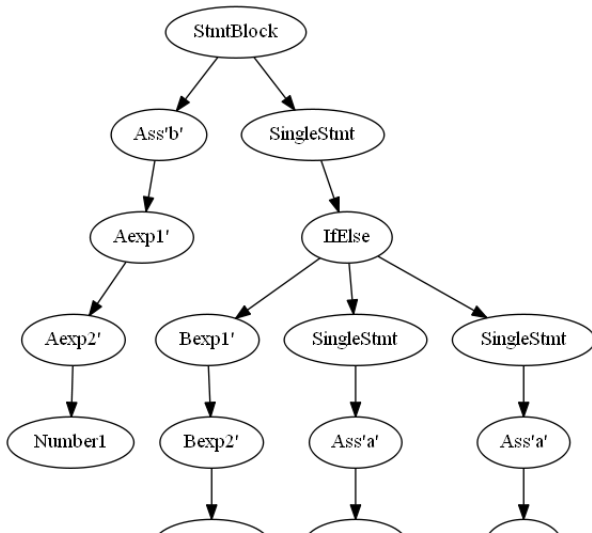 StmtBlock
Ass'b' SingleStmt
Aexp1' IfElse
Aexp2' Bexp1' SingleStmt SingleStmt
Number1 Bexp2' Ass'a' Ass'a'